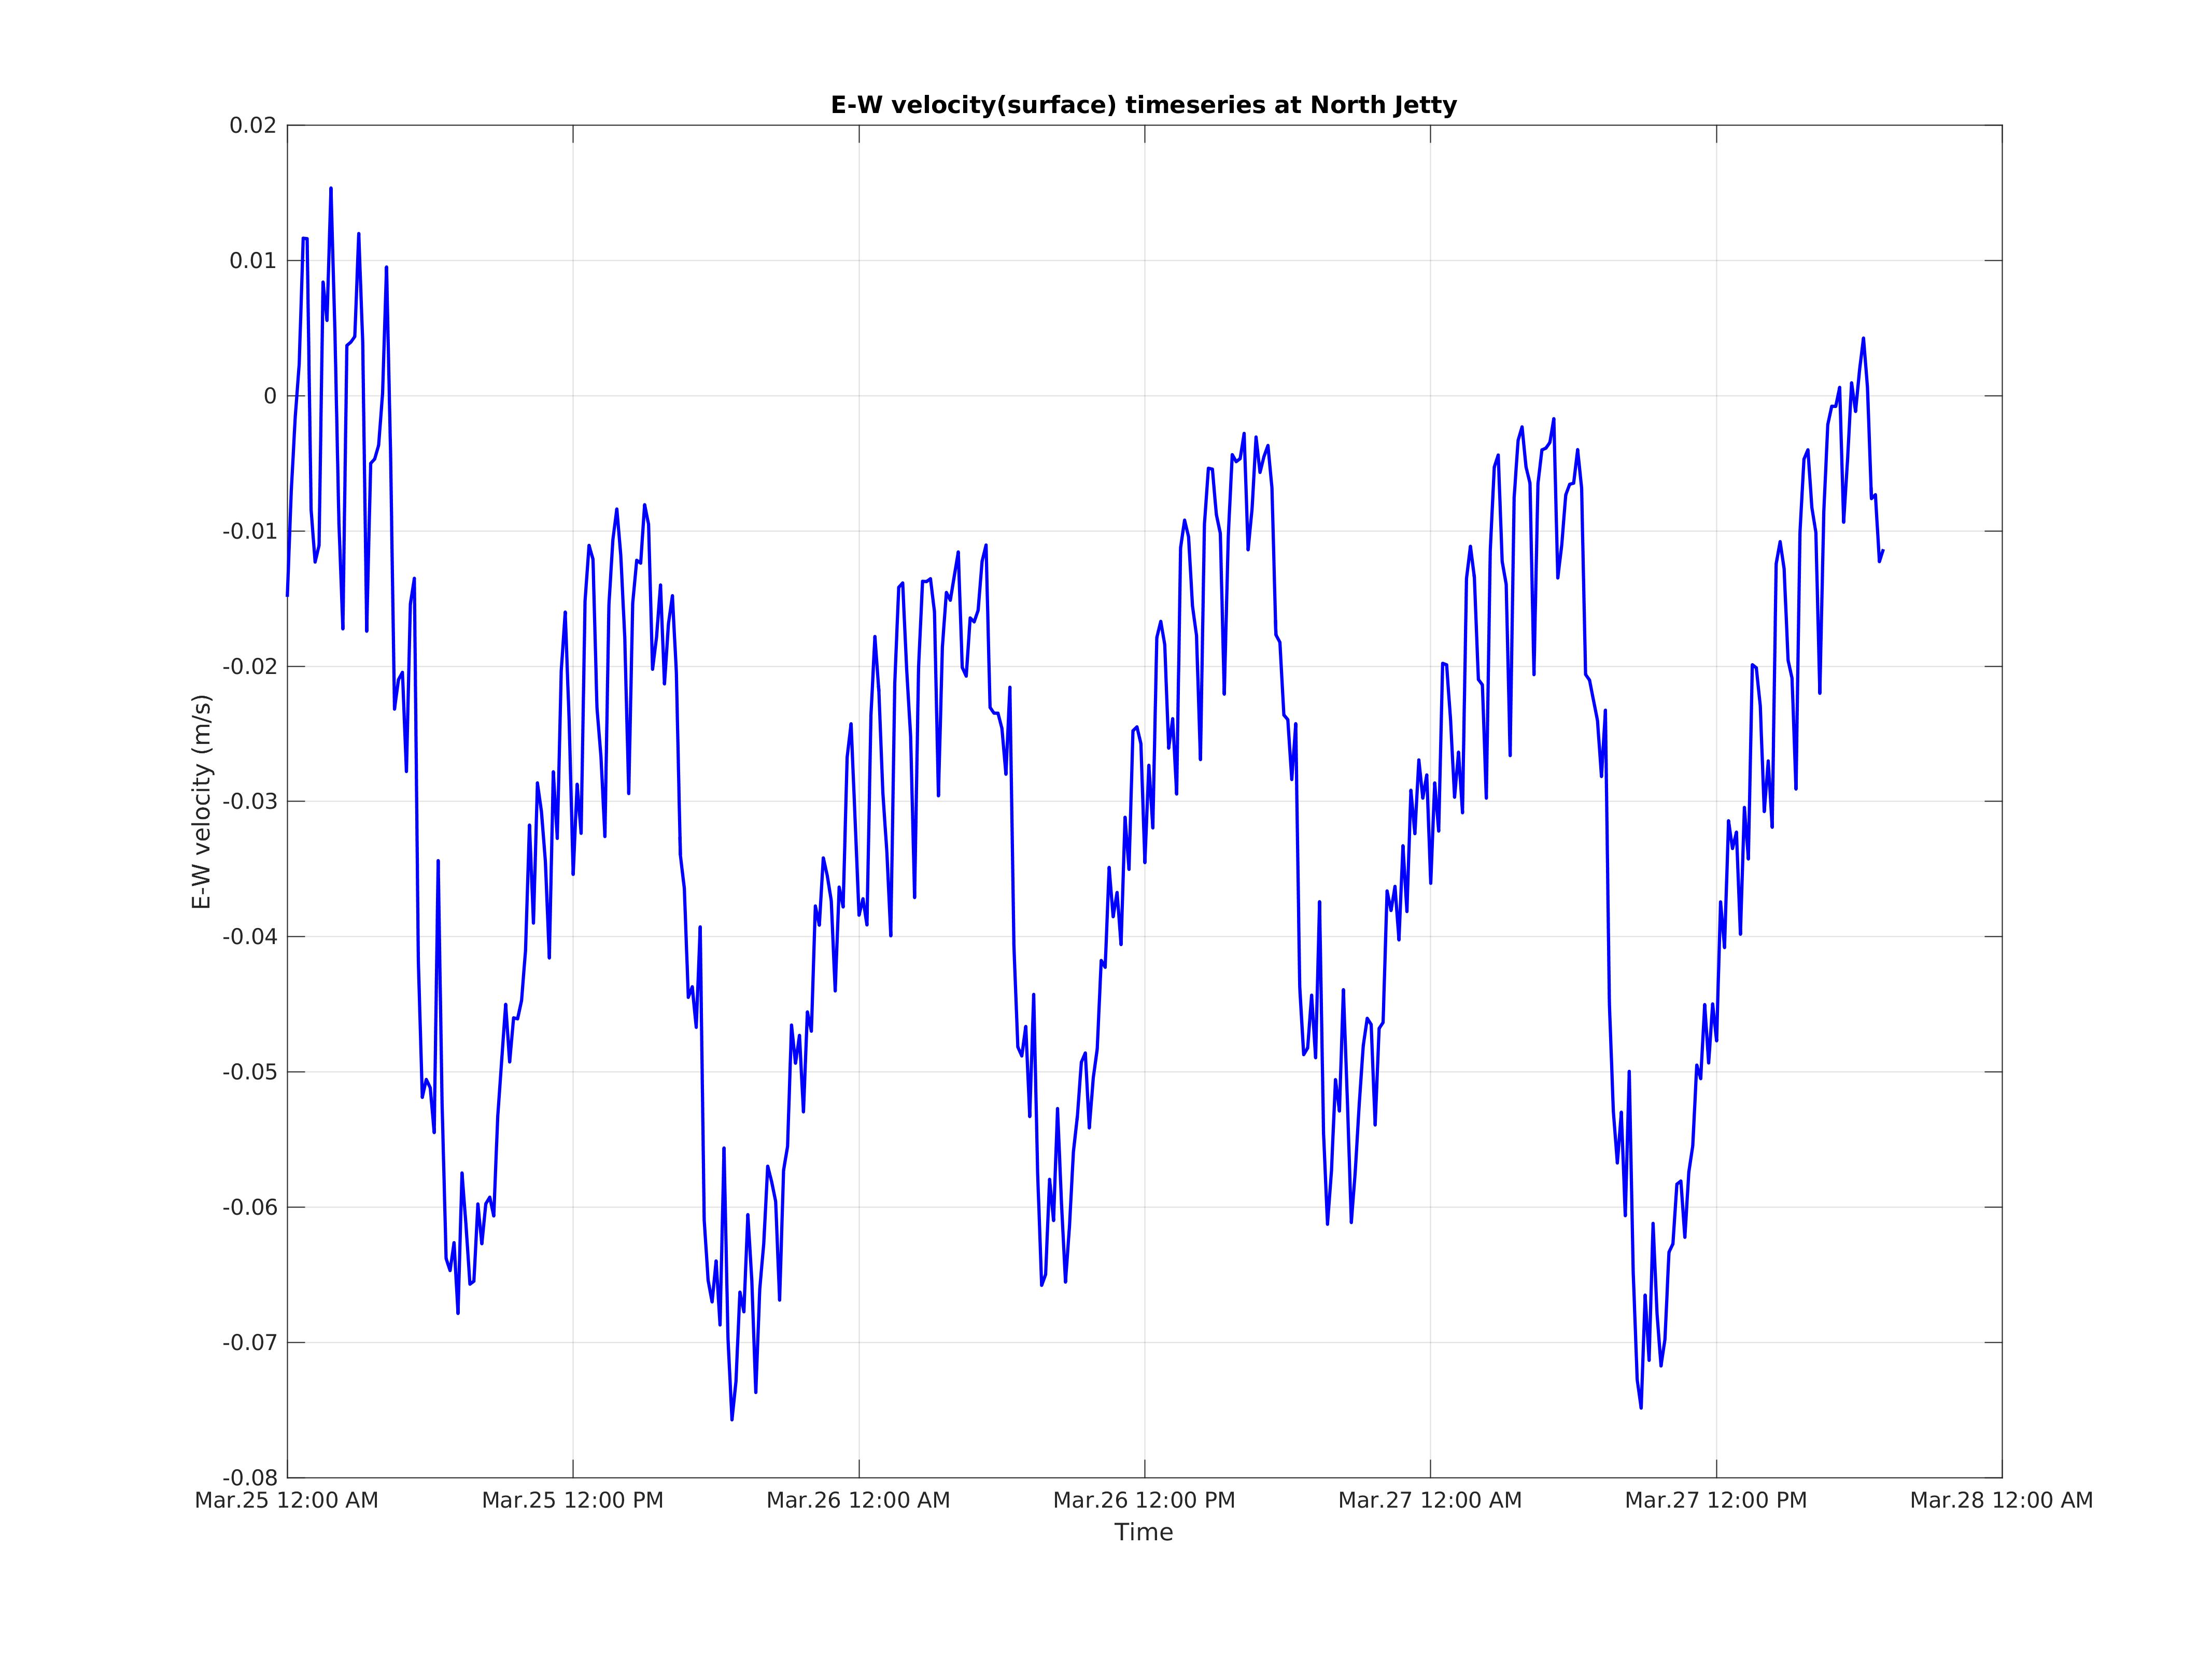 E-W velocity(surface) timeseries at North Jetty
0.02
0.01
0
-0.01
-0.02
-0.03
-0.04
-0.05
-0.06
-0.07
-0.08
E-W velocity (m/s)
Mar.25 12:00 AM Mar.25 12:00 PM Mar.26 12:00 AM Mar.26 12:00 PM Mar.27 12:00 AM Mar.27 12:00 PM Mar.28 12:00 AM
Time